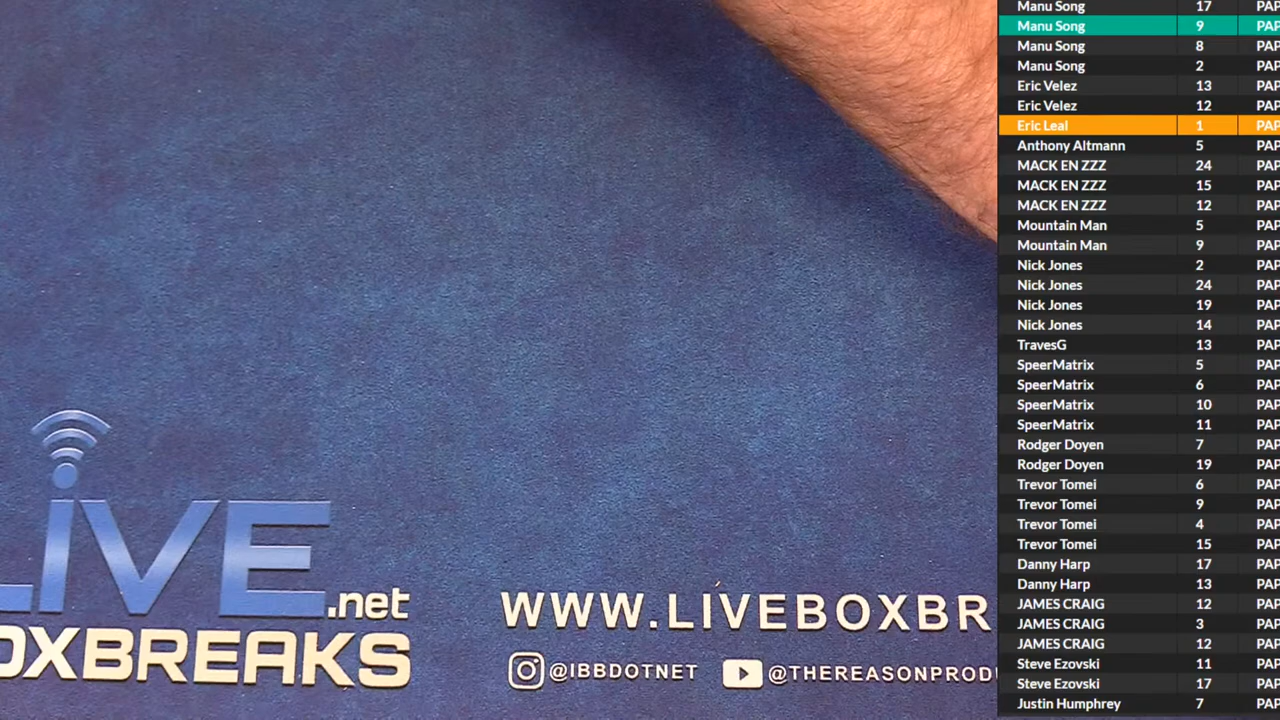 Manu Song 17 PAP
Manu Song 9 PAP
Manu Song 8 PAP
Manu Song 2 PAP
Eric Velez 13 PAP
Eric Velez 12 PAP
Eric Leal 1 PAP
Anthony Altmann 5 PAP
MACK EN ZZZ 24 PAP
MACK EN ZZZ 15 PAP
MACK EN ZZZ 12 PAP
Mountain Man 5 PAP
Mountain Man 9 PAP
Nick Jones 2 PAP
Nick Jones 24 PAP
Nick Jones 19 PAP
Nick Jones 14 PAP
TravesG 13 PAP
SpeerMatrix 5 PAP
SpeerMatrix 6 PAP
SpeerMatrix 10 PAP
SpeerMatrix 11 PAP
Rodger Doyen 7 PAP
Rodger Doyen 19 PAP
Trevor Tomei 6 PAP
Trevor Tomei 9 PAP
Trevor Tomei 4 PAP
Trevor Tomei 15 PAP
Danny Harp 17 PAP
Danny Harp 13 PAP
JAMES CRAIG 12 PAP
JAMES CRAIG 3 PAP
JAMES CRAIG 12 PAP
Steve Ezovski 11 PAP
Steve Ezovski 17 PAP
Justin Humphrey 7 PAP
LiVE.net
OXBREAKS
WWW.LIVEBOXBR
@IBBDOTNET @THEREASONPROD